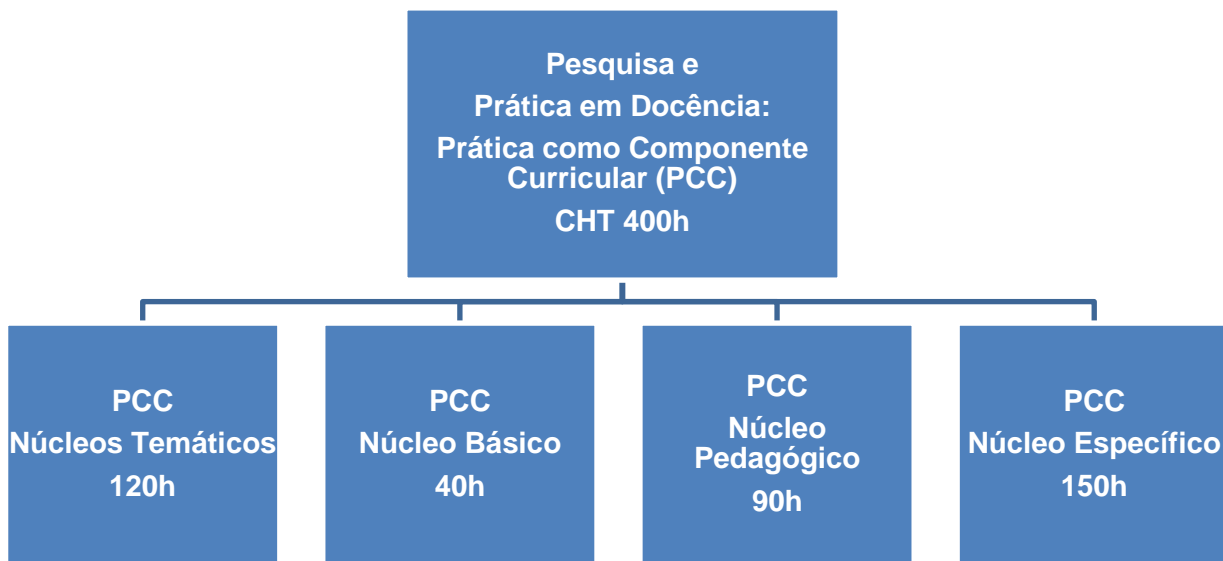 Pesquisa e
Prática em Docência:
Prática como Componente
Curricular (PCC)
CHT 400h
PCC
Núcleos Temáticos
120h
PCC
Núcleo Básico
40h
PCC
Núcleo
Pedagógico
90h
PCC
Núcleo Específico
150h